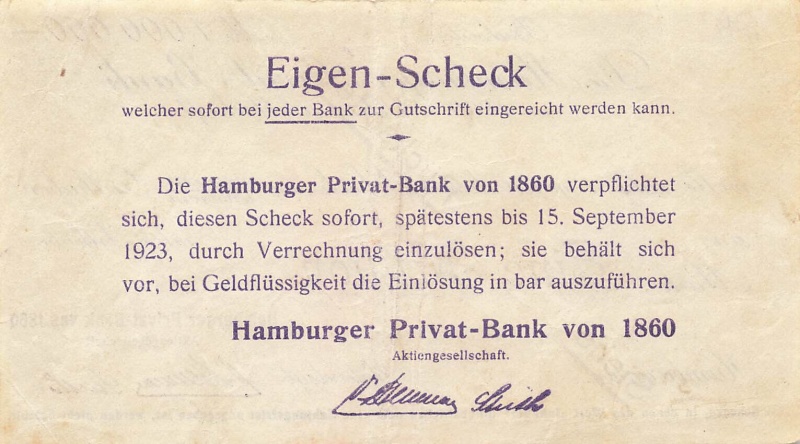 Eigen-Scheck
welcher sofort bei jeder Bank zur Gutschrift eingereicht werden kann.
Die Hamburger Privat-Bank von 1860 verpflichtet
sich, diesen Scheck sofort, spätestens bis 15. September
1923, durch Verrechnung einzulösen; sie behält sich
vor, bei Geldflüssigkeit die Einlösung in bar auszuführen.
Hamburger Privat-Bank von 1860
Aktiengesellschaft.